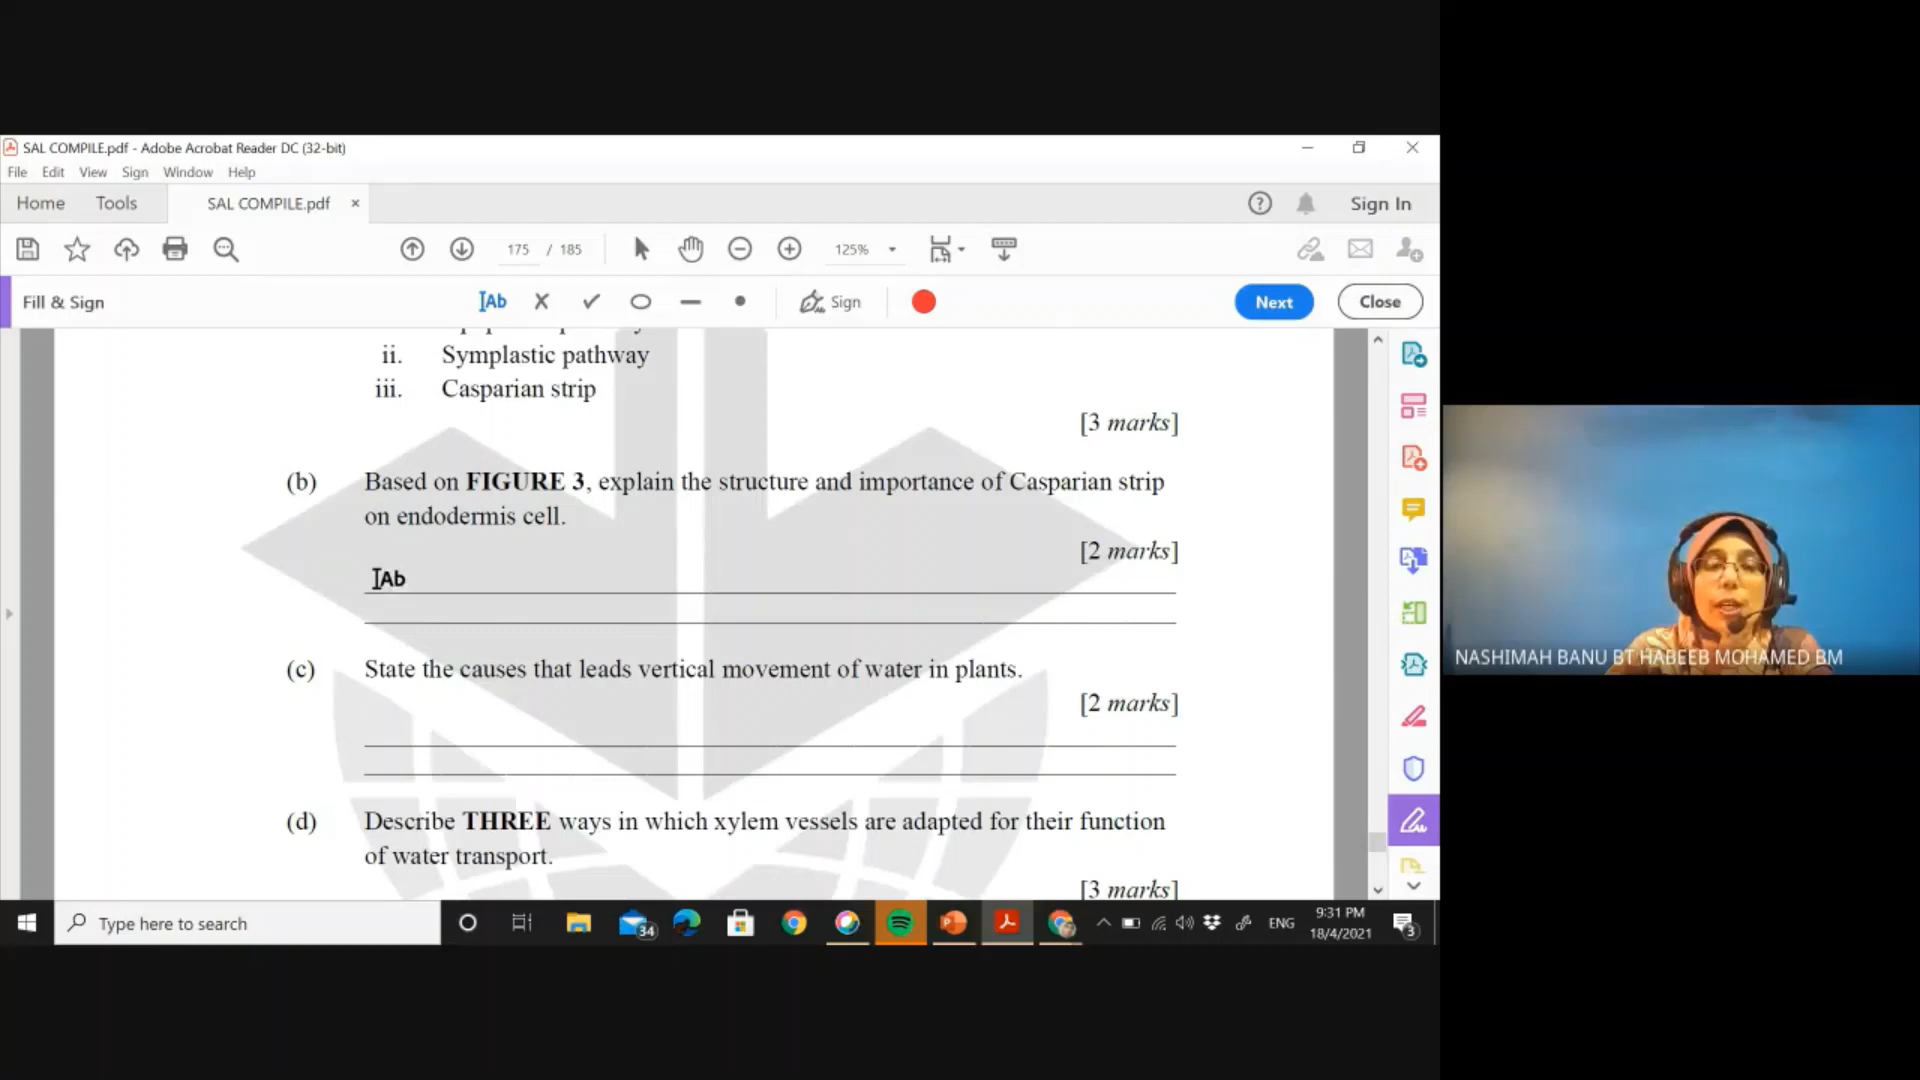 SAL COMPILE.pdf - Adobe Acrobat Reader DC (32-bit)
File Edit View Sign Window Help
Home Tools SAL COMPILE.pdf × Sign In
175 / 185 125%
Fill & Sign Ab Sign Next Close
ii. Symplastic pathway
iii. Casparian strip
[3 marks]
(b) Based on FIGURE 3, explain the structure and importance of Casparian strip
on endodermis cell.
[2 marks]
Ab
(c) State the causes that leads vertical movement of water in plants.
[2 marks]
(d) Describe THREE ways in which xylem vessels are adapted for their function
of water transport.
[3 marks]
NASHIMAH BANU BT HABEEB MOHAMED BM
Type here to search 34 ENG 9:31 PM 3
18/4/2021